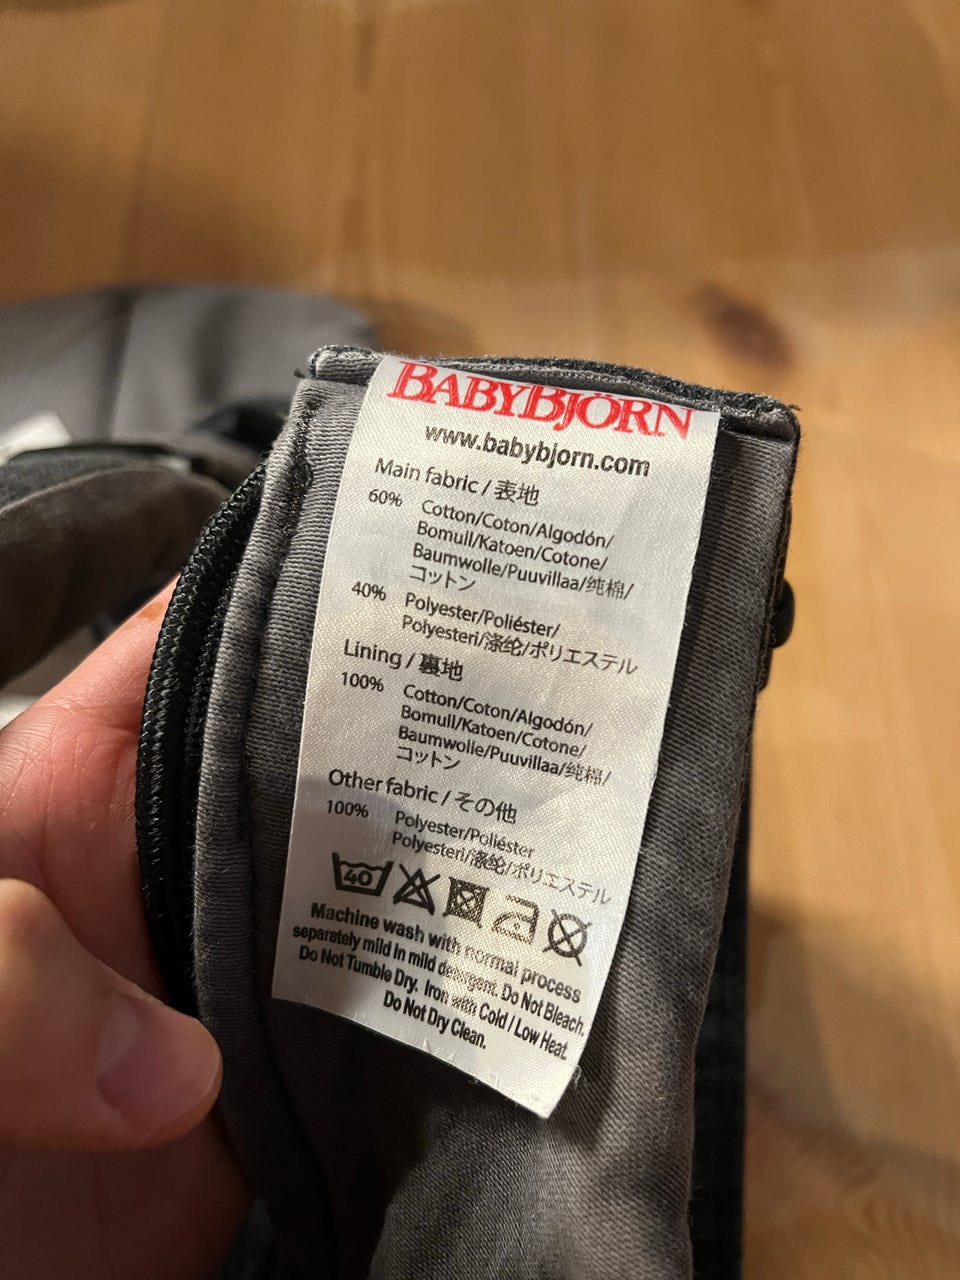 BABYBJÖRN
www.babybjorn.com
Main fabric / 表地
60% Cotton/Coton/Algodón/
Bomull/Katoen/Cotone/
Baumwolle/Puuvillaa/纯棉/
コットン
40% Polyester/Poliéster/
Polyesteri/涤纶/ポリエステル
Lining / 裏地
100% Cotton/Coton/Algodón/
Bomull/Katoen/Cotone/
Baumwolle/Puuvillaa/纯棉/
コットン
Other fabric / その他
100% Polyester/Poliéster
Polyesteri/涤纶/ポリエステル
40
Machine wash with normal process
separately mild in mild detergent. Do Not Bleach.
Do Not Tumble Dry. Iron with Cold / Low Heat.
Do Not Dry Clean.